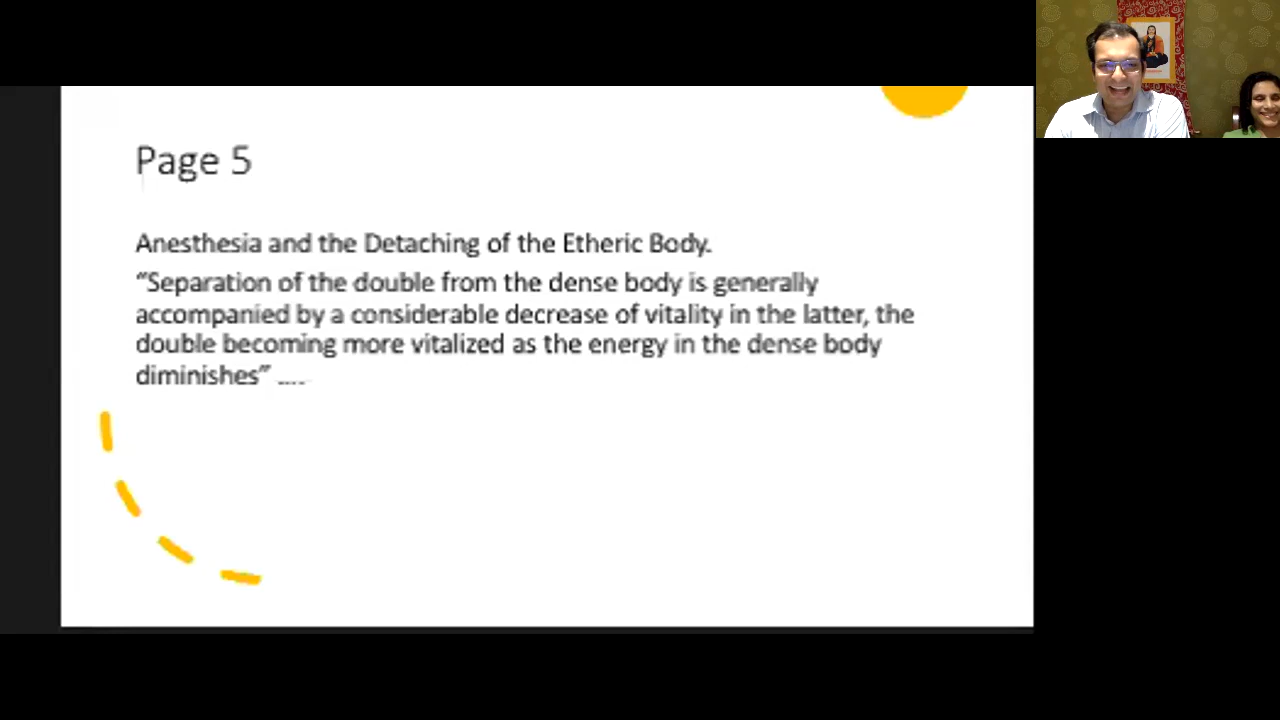 Page 5
Anesthesia and the Detaching of the Etheric Body.
“Separation of the double from the dense body is generally
accompanied by a considerable decrease of vitality in the latter, the
double becoming more vitalized as the energy in the dense body
diminishes” ....